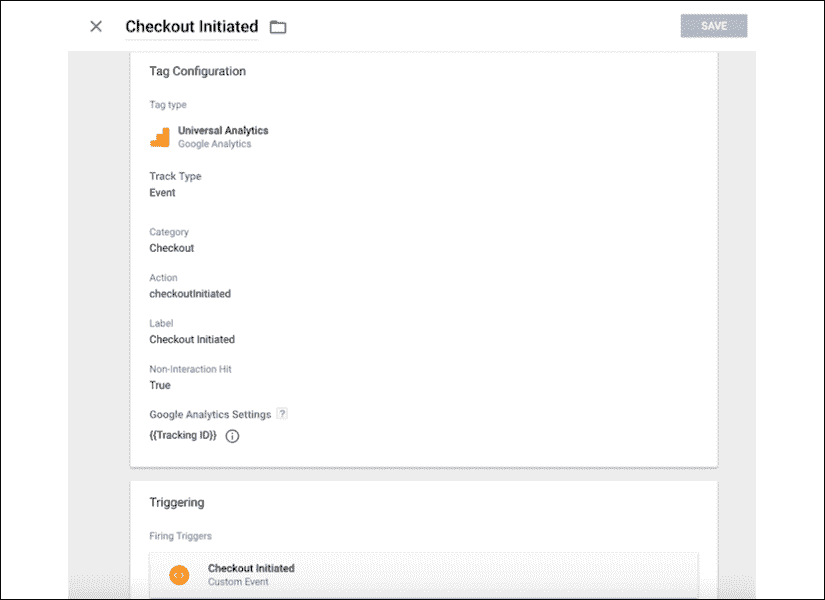 Checkout Initiated
SAVE
Tag Configuration
Tag type
Universal Analytics
Google Analytics
Track Type
Event
Category
Checkout
Action
checkoutInitiated
Label
Checkout Initiated
Non-Interaction Hit
True
Google Analytics Settings ?
{{Tracking ID}}
Triggering
Firing Triggers
Checkout Initiated
Custom Event